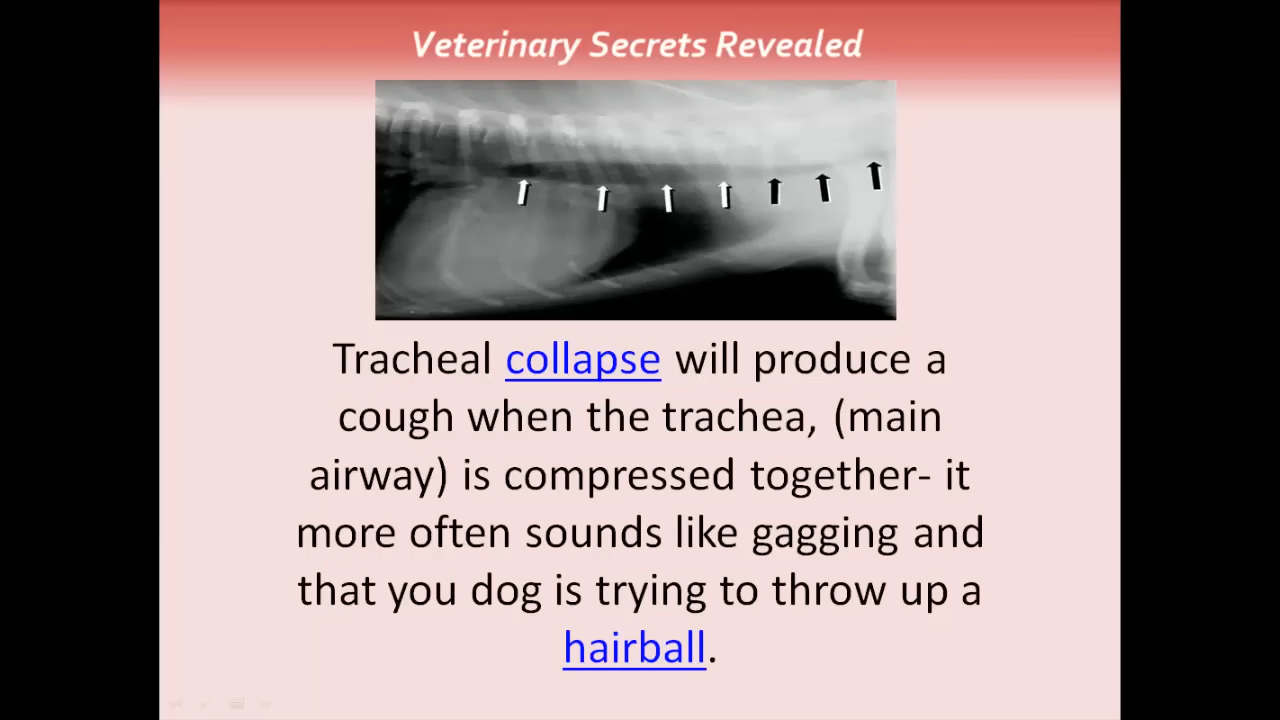 Veterinary Secrets Revealed
Tracheal collapse will produce a
cough when the trachea, (main
airway) is compressed together- it
more often sounds like gagging and
that you dog is trying to throw up a
hairball.